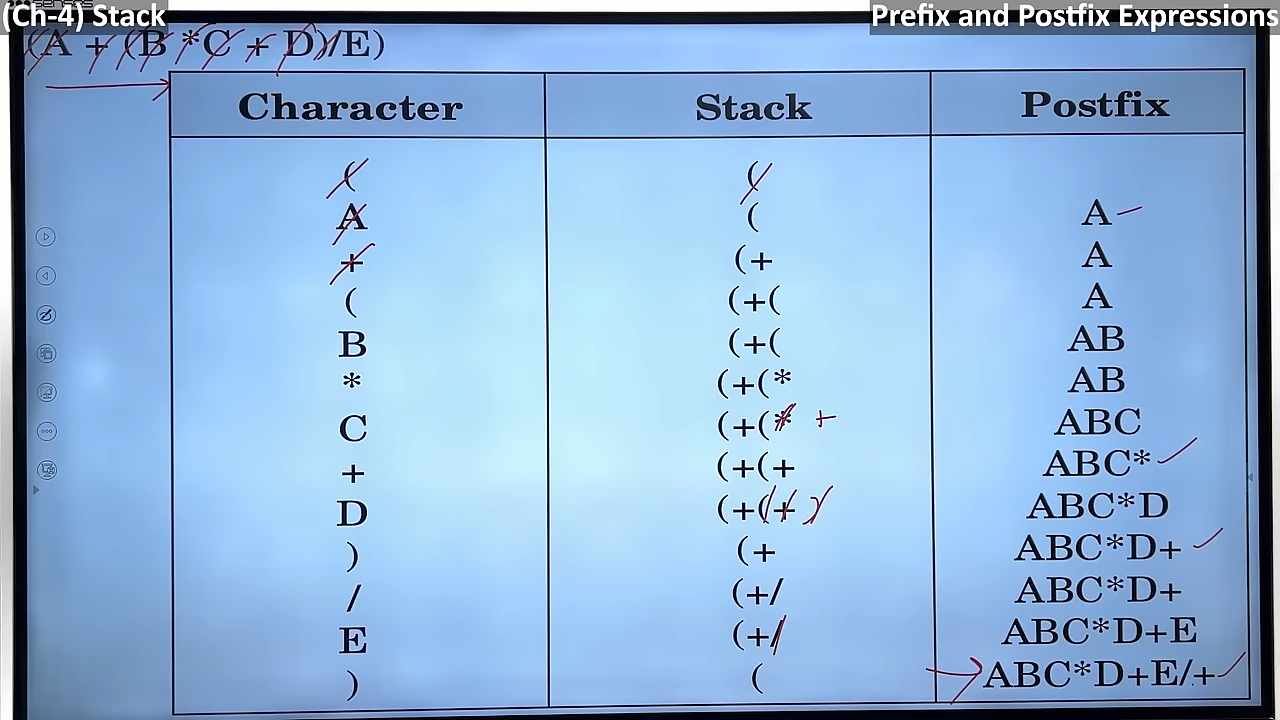 (Ch-4) Stack
Prefix and Postfix Expressions
(A + (B *C + D)/E)
Character Stack Postfix
( (
A ( A
+ (+ A
( (+( A
B (+( AB
* (+(* AB
C (+(* + ABC
+ (+(+ ABC*
D (+(+ ) ABC*D
) (+ ABC*D+
/ (+/ ABC*D+
E (+/ ABC*D+E
) ( ABC*D+E/+